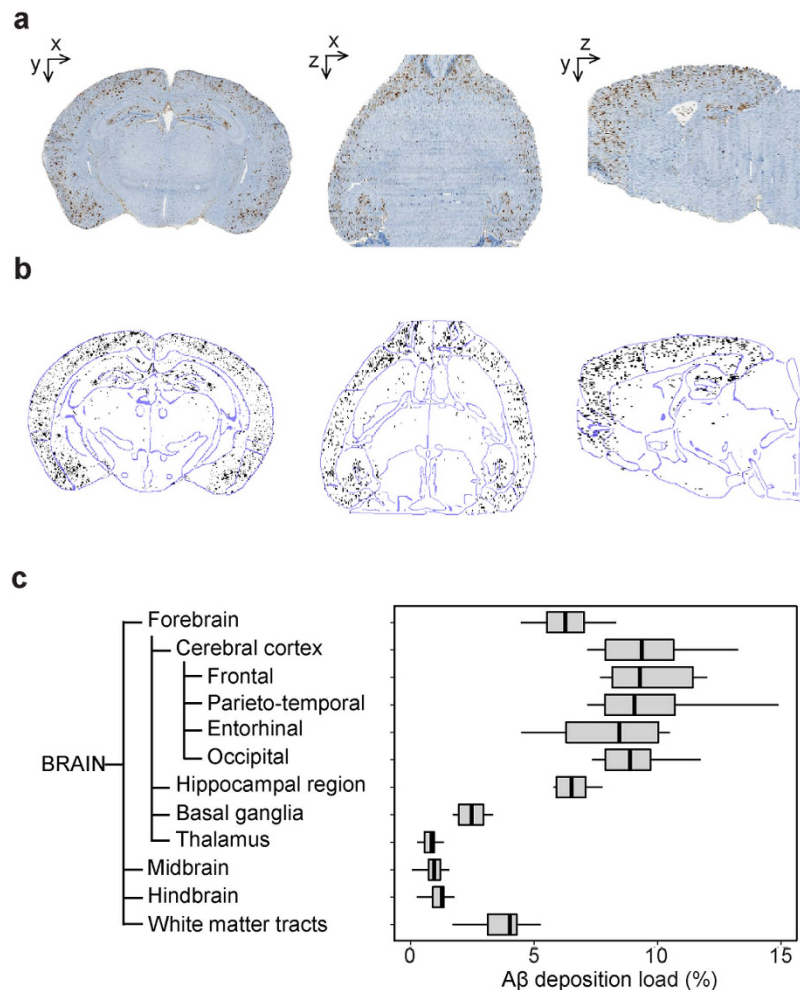 a
x
y
x
z
z
y
b
c
BRAIN
Forebrain
Cerebral cortex
Frontal
Parieto-temporal
Entorhinal
Occipital
Hippocampal region
Basal ganglia
Thalamus
Midbrain
Hindbrain
White matter tracts
0 5 10 15
Aβ deposition load (%)